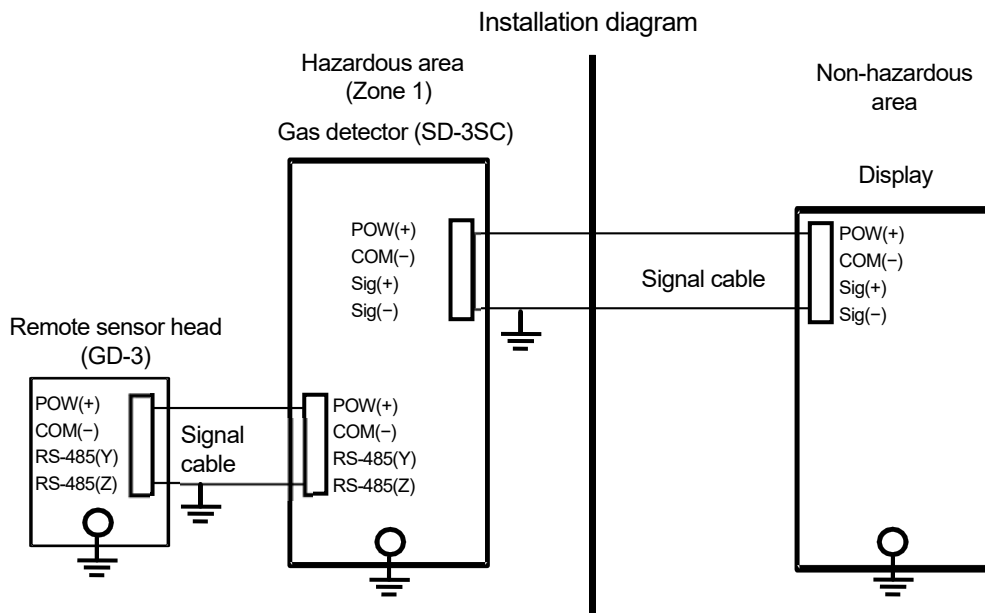 Installation diagram
Hazardous area
(Zone 1)
Non-hazardous
area
Gas detector (SD-3SC)
Display
POW(+)
COM(−)
Sig(+)
Sig(−)
Signal cable
POW(+)
COM(−)
Sig(+)
Sig(−)
Remote sensor head
(GD-3)
POW(+)
COM(−)
RS-485(Y)
RS-485(Z)
Signal
cable
POW(+)
COM(−)
RS-485(Y)
RS-485(Z)